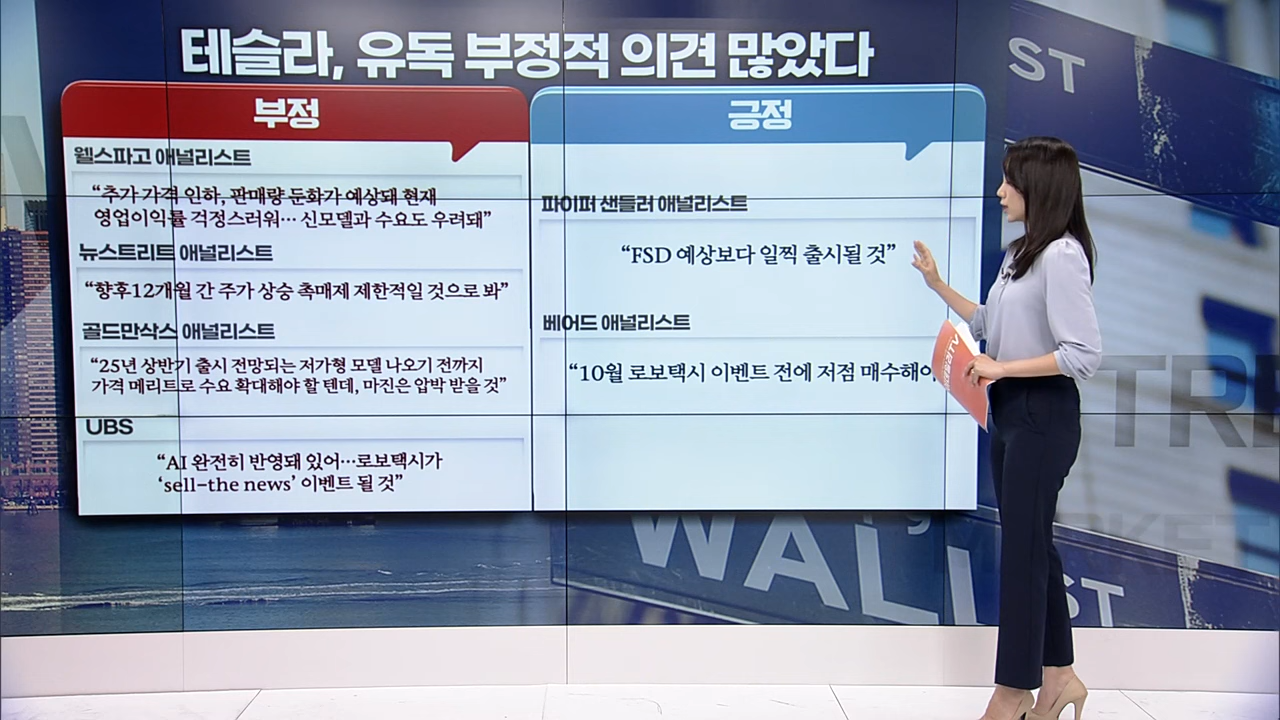 테슬라, 유독 부정적 의견 많았다
부정
웰스파고 애널리스트
“추가 가격 인하, 판매량 둔화가 예상돼 현재
영업이익률 걱정스러워… 신모델과 수요도 우려돼”
뉴스트리트 애널리스트
“향후12개월 간 주가 상승 촉매제 제한적일 것으로 봐”
골드만삭스 애널리스트
“25년 상반기 출시 전망되는 저가형 모델 나오기 전까지
가격 메리트로 수요 확대해야 할 텐데, 마진은 압박 받을 것”
UBS
“AI 완전히 반영돼 있어…로보택시가
‘sell-the news’ 이벤트 될 것”
긍정
파이퍼 샌들러 애널리스트
“FSD 예상보다 일찍 출시될 것”
베어드 애널리스트
“10월 로보택시 이벤트 전에 저점 매수해야
ST
TRE
WALL
ST